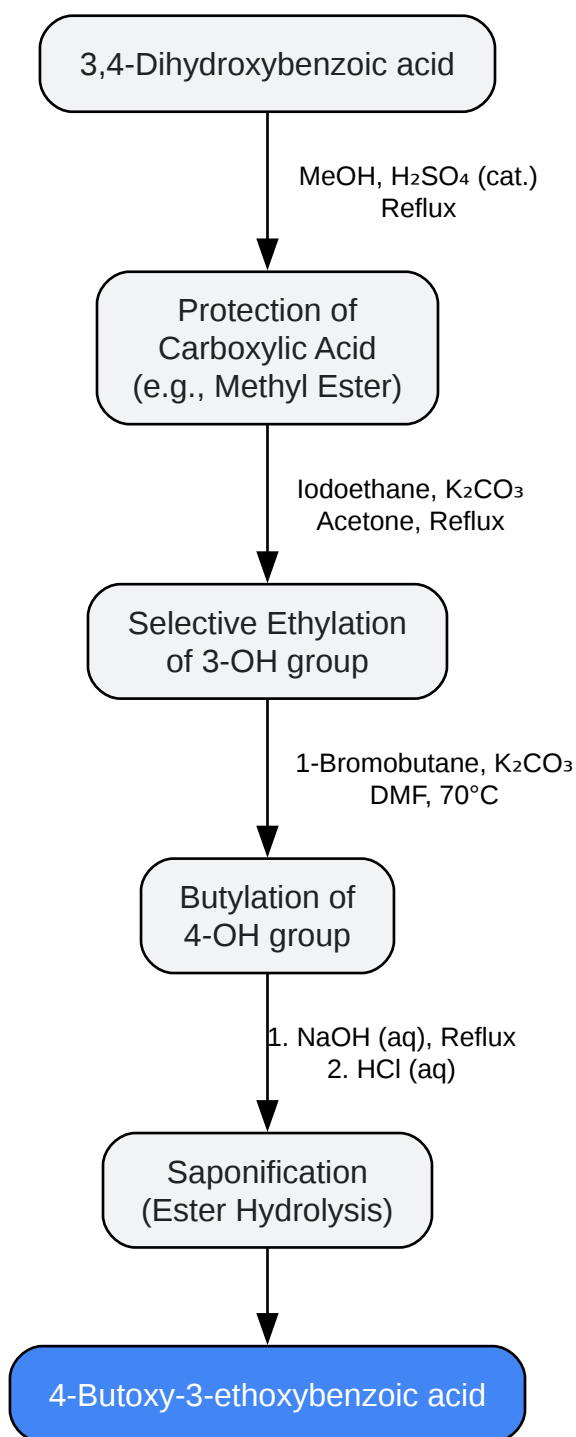 3,4-Dihydroxybenzoic acid
MeOH, H₂SO₄ (cat.)
Reflux
Protection of
Carboxylic Acid
(e.g., Methyl Ester)
Iodoethane, K₂CO₃
Acetone, Reflux
Selective Ethylation
of 3-OH group
1-Bromobutane, K₂CO₃
DMF, 70°C
Butylation of
4-OH group
1. NaOH (aq), Reflux
2. HCl (aq)
Saponification
(Ester Hydrolysis)
4-Butoxy-3-ethoxybenzoic acid